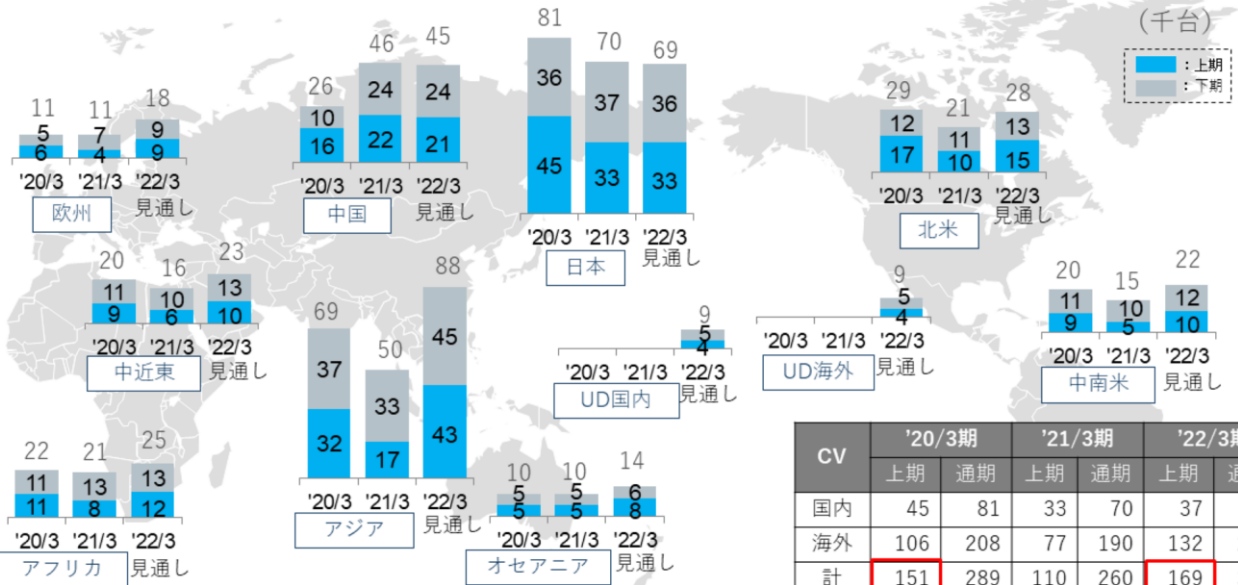 (千台)
：上期
：下期
11 11 18
5 7 9
6 4 9
'20/3 '21/3 '22/3
見通し
欧州
26 46 45
10 24 24
16 22 21
'20/3 '21/3 '22/3
見通し
中国
81 70 69
36 37 36
45 33 33
'20/3 '21/3 '22/3
見通し
日本
29 21 28
12 11 13
17 10 15
'20/3 '21/3 '22/3
見通し
北米
20 16 23
11 10 13
9 6 10
'20/3 '21/3 '22/3
見通し
中近東
69 50 88
37 33 45
32 17 43
'20/3 '21/3 '22/3
見通し
アジア
9
5
4
'20/3 '21/3 '22/3
見通し
UD国内
9
5
4
'20/3 '21/3 '22/3
見通し
UD海外
20 15 22
11 10 12
9 5 10
'20/3 '21/3 '22/3
見通し
中南米
22 21 25
11 13 13
11 8 12
'20/3 '21/3 '22/3
見通し
アフリカ
10 10 14
5 5 6
5 5 8
'20/3 '21/3 '22/3
見通し
オセアニア
CV '20/3期 '21/3期 '22/3期
上期 通期 上期 通期 上期
国内 45 81 33 70 37
海外 106 208 77 190 132
計 151 289 110 260 169